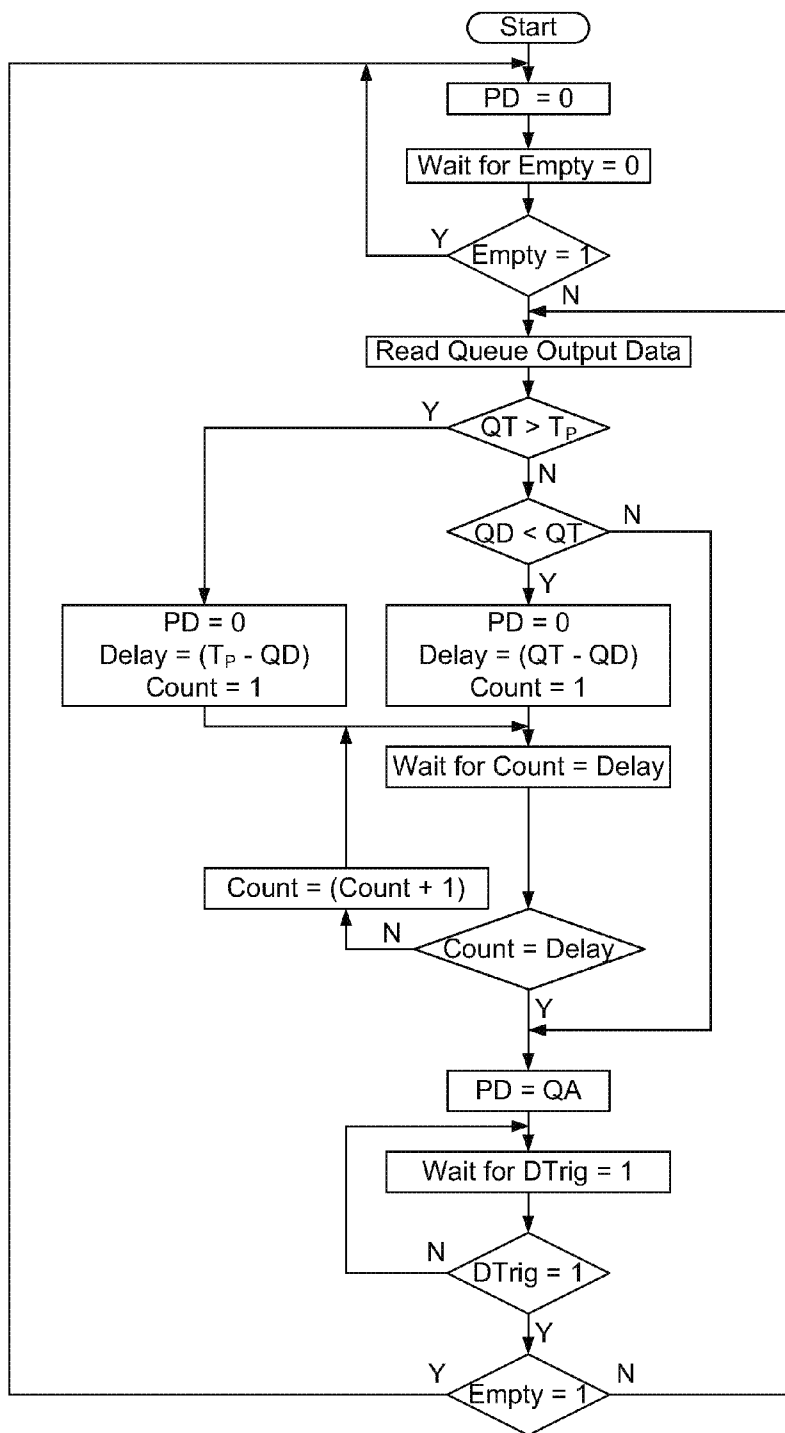 Start
PD = 0
Wait for Empty = 0
Y
Empty = 1
N
Read Queue Output Data
Y
QT > TP
N
QD < QT
N
Y
PD = 0
Delay = (TP - QD)
Count = 1
PD = 0
Delay = (QT - QD)
Count = 1
Wait for Count = Delay
Count = (Count + 1)
N
Count = Delay
Y
PD = QA
Wait for DTrig = 1
N
DTrig = 1
Y
Y
Empty = 1
N